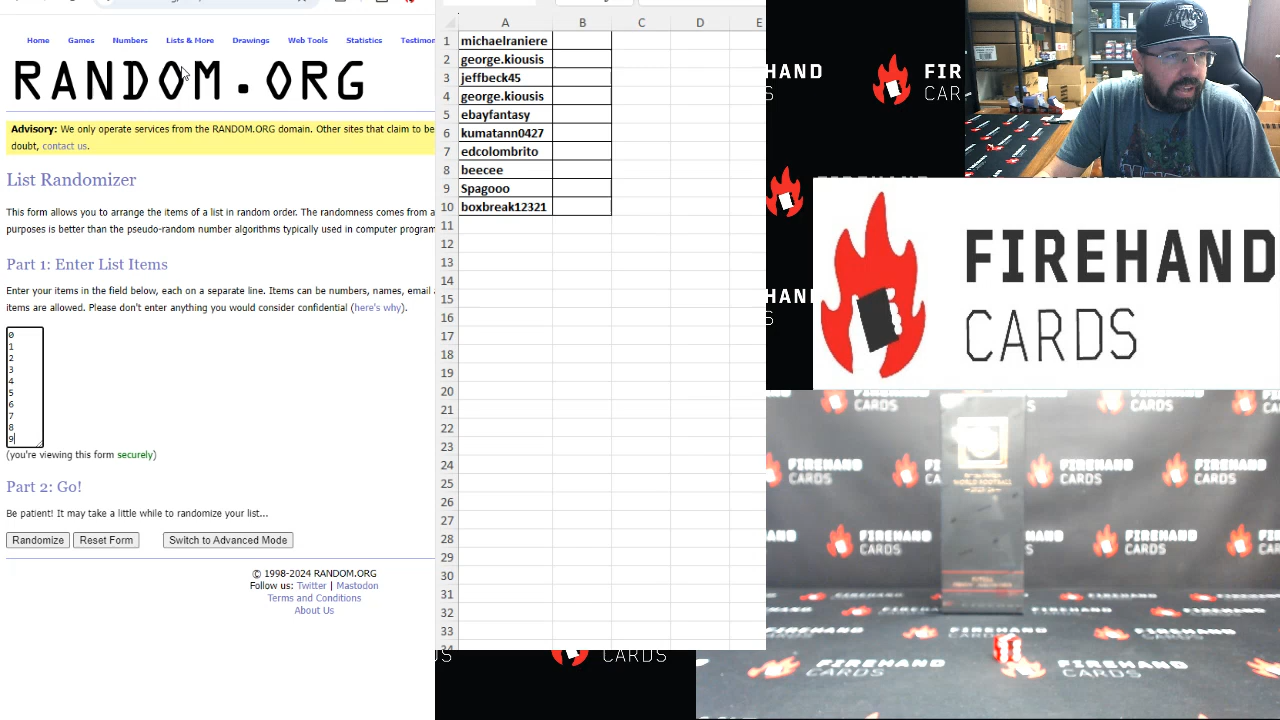 Home Games Numbers Lists & More Drawings Web Tools Statistics Testimon
RANDOM.ORG
Advisory: We only operate services from the RANDOM.ORG domain. Other sites that claim to be
doubt, contact us.
List Randomizer
This form allows you to arrange the items of a list in random order. The randomness comes from a
purposes is better than the pseudo-random number algorithms typically used in computer program
Part 1: Enter List Items
Enter your items in the field below, each on a separate line. Items can be numbers, names, email
items are allowed. Please don't enter anything you would consider confidential (here's why).
0
1
2
3
4
5
6
7
8
9
(you're viewing this form securely)
Part 2: Go!
Be patient! It may take a little while to randomize your list...
Randomize Reset Form Switch to Advanced Mode
© 1998-2024 RANDOM.ORG
Follow us: Twitter | Mastodon
Terms and Conditions
About Us
A B C D E
1 michaelraniere
2 george.kiousis
3 jeffbeck45
4 george.kiousis
5 ebayfantasy
6 kumatann0427
7 edcolombrito
8 beecee
9 Spagooo
10 boxbreak12321
11
12
13
14
15
16
17
18
19
20
21
22
23
24
25
26
27
28
29
30
31
32
33
34
FIREHAND
CARDS
FIREHAND
CARDS
FIREHAND
CARDS
WORLD FOOTBALL